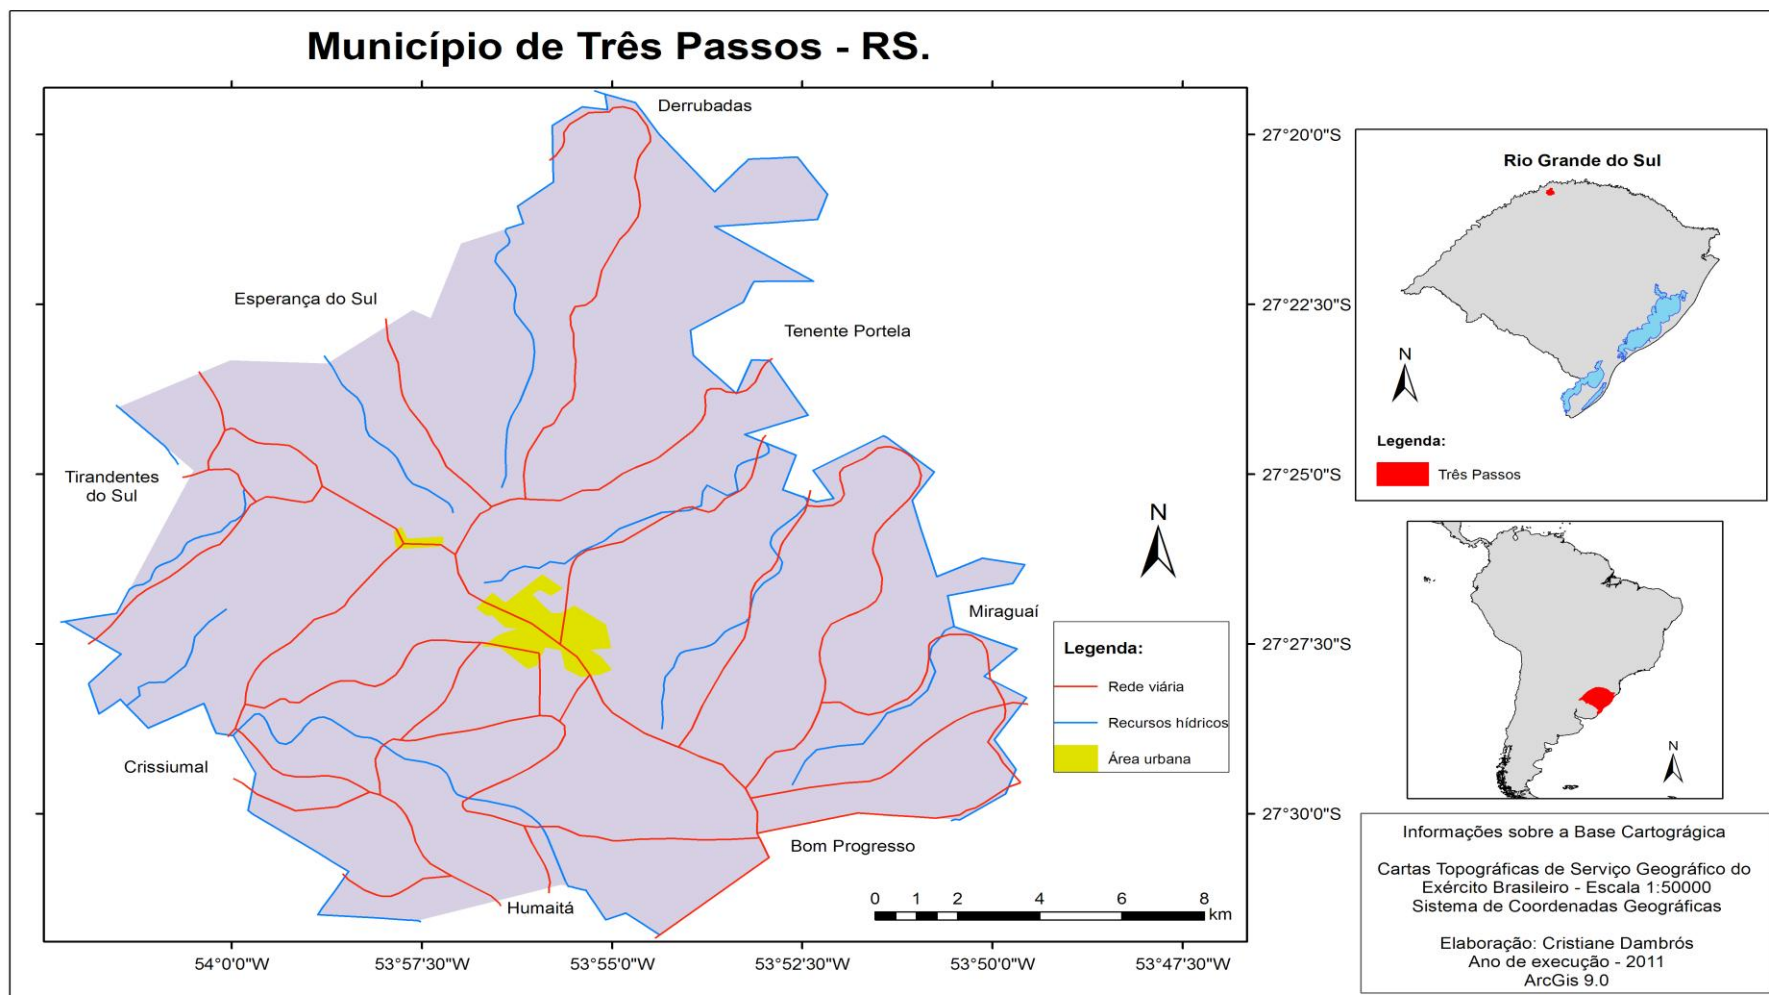 Município de Três Passos - RS.
Derrubadas
Esperança do Sul
Tenente Portela
Tirandentes
do Sul
Miraguaí
Crissiumal
Bom Progresso
Humaitá
N
Legenda:
Rede viária
Recursos hídricos
Área urbana
0 1 2 4 6 8
km
54°0'0"W 53°57'30"W 53°55'0"W 53°52'30"W 53°50'0"W 53°47'30"W
27°20'0"S
27°22'30"S
27°25'0"S
27°27'30"S
27°30'0"S
Rio Grande do Sul
N
Legenda:
Três Passos
N
Informações sobre a Base Cartográgica
Cartas Topográficas de Serviço Geográfico do
Exército Brasileiro - Escala 1:50000
Sistema de Coordenadas Geográficas
Elaboração: Cristiane Dambrós
Ano de execução - 2011
ArcGis 9.0